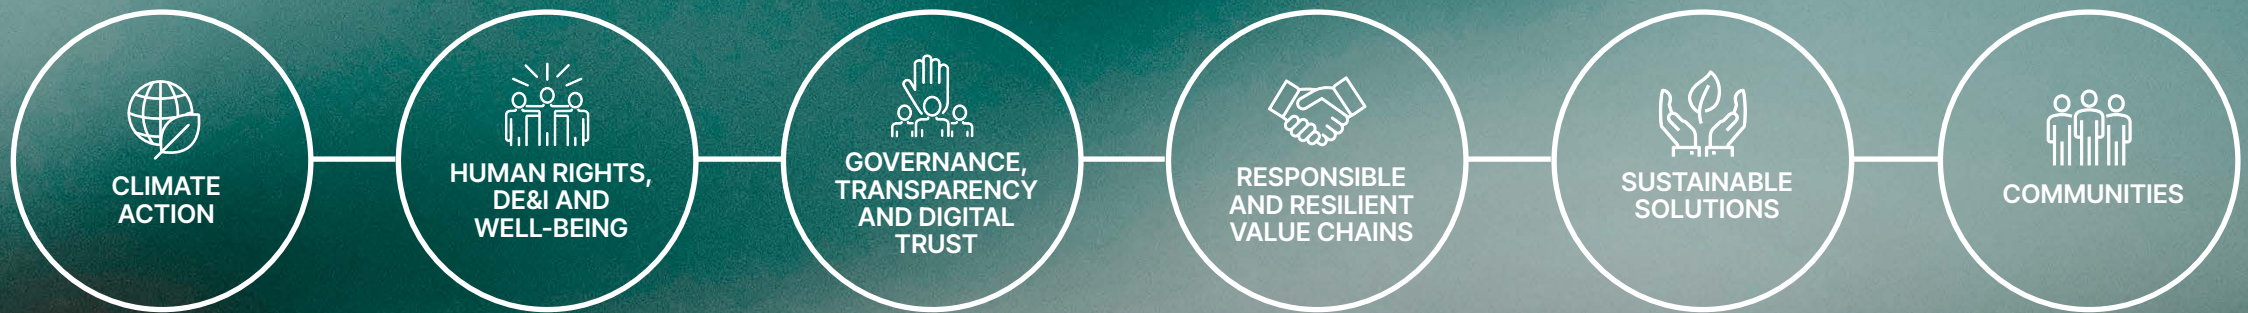 CLIMATE
ACTION
HUMAN RIGHTS,
DE&I AND
WELL-BEING
GOVERNANCE,
TRANSPARENCY
AND DIGITAL
TRUST
RESPONSIBLE
AND RESILIENT
VALUE CHAINS
SUSTAINABLE
SOLUTIONS
COMMUNITIES